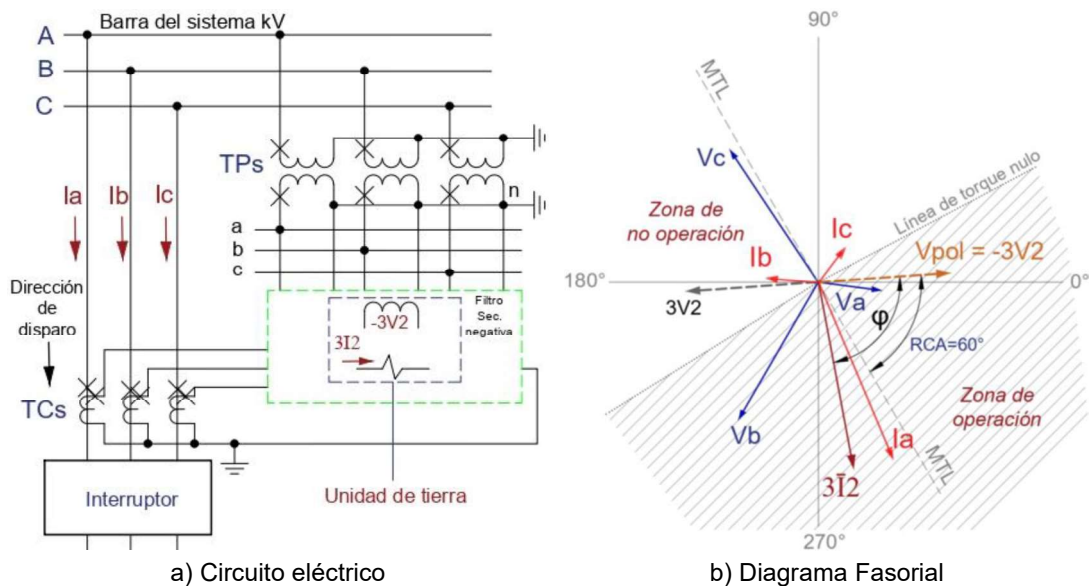 Barra del sistema kV
A
B
C
TPs
n
Ia
Ib
Ic
a
b
c
Dirección
de
disparo
Filtro
Sec.
negativa
-3V2
3I2
TCs
Interruptor
Unidad de tierra
a) Circuito eléctrico
90°
MTL
Vc
Línea de torque nulo
Zona de
no operación
Ic
Ib
Vpol = -3V2
180°
0°
3V2
Va
φ
RCA=60°
Zona de
operación
Vb
Ia
3Ī2
MTL
270°
b) Diagrama Fasorial